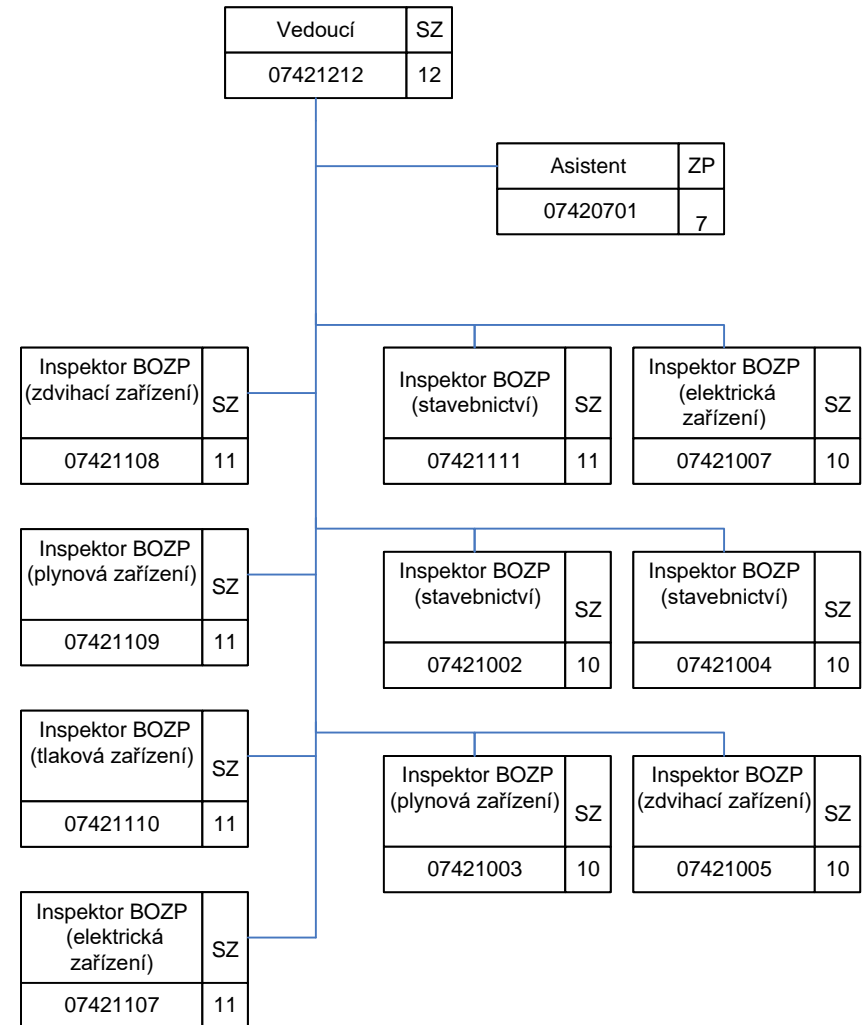 Vedoucí SZ
07421212 12
Asistent ZP
07420701 7
Inspektor BOZP
(zdvihací zařízení) SZ
07421108 11
Inspektor BOZP
(stavebnictví) SZ
07421111 11
Inspektor BOZP
(elektrická
zařízení) SZ
07421007 10
Inspektor BOZP
(plynová zařízení) SZ
07421109 11
Inspektor BOZP
(stavebnictví) SZ
07421002 10
Inspektor BOZP
(stavebnictví) SZ
07421004 10
Inspektor BOZP
(tlaková zařízení) SZ
07421110 11
Inspektor BOZP
(plynová zařízení) SZ
07421003 10
Inspektor BOZP
(zdvihací zařízení) SZ
07421005 10
Inspektor BOZP
(elektrická
zařízení) SZ
07421107 11